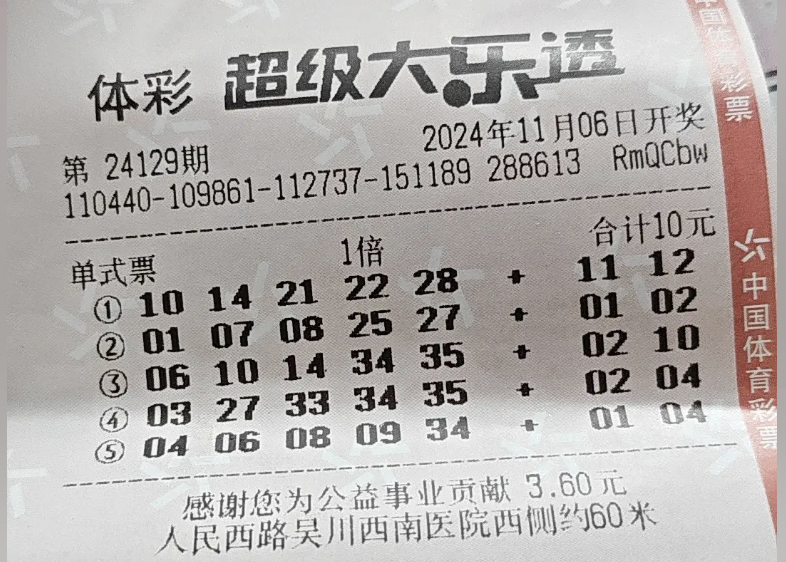 体彩 超级大乐透
第 24129期
2024年11月06日开奖
110440-109861-112737-151189 288613 RmQCbw
单式票 1倍 合计10元
① 10 14 21 22 28 + 11 12
② 01 07 08 25 27 + 01 02
③ 06 10 14 34 35 + 02 10
④ 03 27 33 34 35 + 02 04
⑤ 04 06 08 09 34 + 01 04
感谢您为公益事业贡献 3.60元
人民西路吴川西南医院西侧约60米
中国体育彩票
中国体育彩票